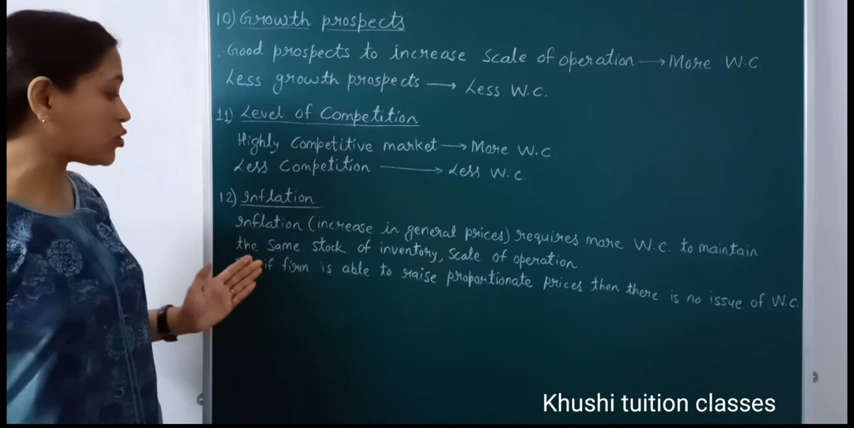 10) Growth prospects
Good prospects to increase scale of operation → More W.C
Less growth prospects → Less W.C.
11) Level of Competition
Highly Competitive market → More W.C
Less Competition → Less W.C.
12) Inflation
Inflation (increase in general prices) requires more W.C. to maintain
the same stock of inventory, scale of operation.
if firm is able to raise proportionate prices then there is no issue of W.C.
Khushi tuition classes